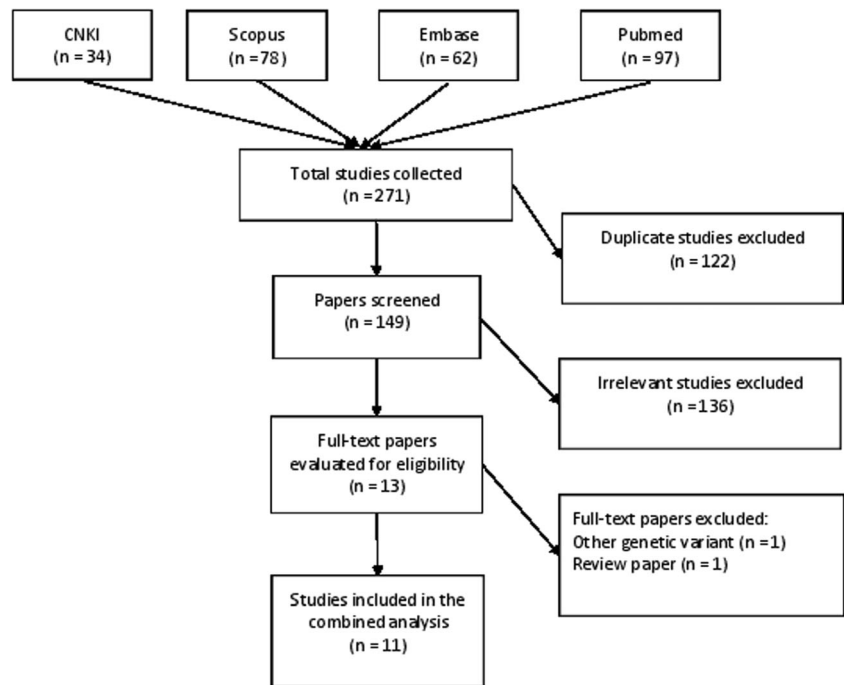 CNKI
(n = 34)
Scopus
(n =78)
Embase
(n = 62)
Pubmed
(n = 97)
Total studies collected
(n =271)
Duplicate studies excluded
(n = 122)
Papers screened
(n = 149)
Irrelevant studies excluded
(n =136)
Full-text papers
evaluated for eligibility
(n = 13)
Full-text papers excluded:
Other genetic variant (n =1)
Review paper (n = 1)
Studies included in the
combined analysis
(n = 11)